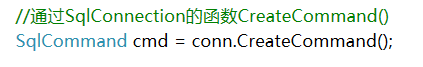 //通过SqlConnection的函数CreateCommand()
SqlCommand cmd = conn.CreateCommand();